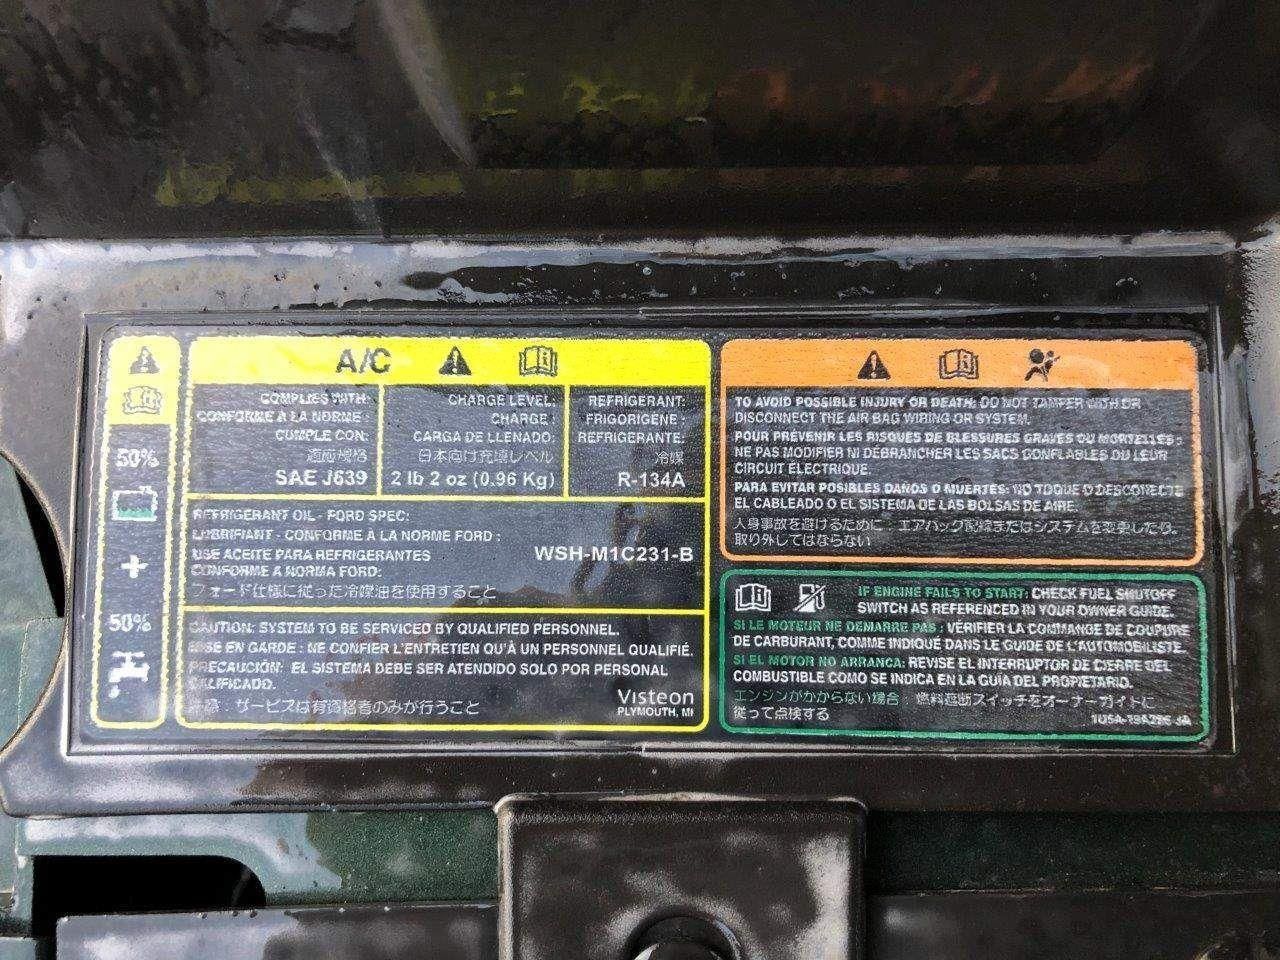 50%
+
50%
A/C
COMPLIES WITH:
CONFORME À LA NORME :
CUMPLE CON:
適応規格
SAE J639
CHARGE LEVEL:
CHARGE :
CARGA DE LLENADO:
日本向け充填レベル
2 lb 2 oz (0.96 Kg)
REFRIGERANT:
FRIGORIGÈNE :
REFRIGERANTE:
冷媒
R-134A
REFRIGERANT OIL - FORD SPEC:
LUBRIFIANT - CONFORME À LA NORME FORD :
USE ACEITE PARA REFRIGERANTES
CONFORME A NORMA FORD:
フォード仕様に従った冷媒油を使用すること
WSH-M1C231-B
CAUTION: SYSTEM TO BE SERVICED BY QUALIFIED PERSONNEL.
MISE EN GARDE : NE CONFIER L'ENTRETIEN QU'À UN PERSONNEL QUALIFIÉ.
PRECAUCIÓN: EL SISTEMA DEBE SER ATENDIDO SOLO POR PERSONAL
CALIFICADO.
注意 : サービスは有資格者のみが行うこと
Visteon
PLYMOUTH, MI
TO AVOID POSSIBLE INJURY OR DEATH: DO NOT TAMPER WITH OR
DISCONNECT THE AIR BAG WIRING OR SYSTEM.
POUR PRÉVENIR LES RISQUES DE BLESSURES GRAVES OU MORTELLES :
NE PAS MODIFIER NI DÉBRANCHER LES SACS GONFLABLES OU LEUR
CIRCUIT ÉLECTRIQUE.
PARA EVITAR POSIBLES DAÑOS O MUERTES: NO TOQUE O DESCONECTE
EL CABLEADO O EL SISTEMA DE LAS BOLSAS DE AIRE.
人身事故を避けるために エアバック配線またはシステムを変更したり、
取り外してはならない
IF ENGINE FAILS TO START: CHECK FUEL SHUTOFF
SWITCH AS REFERENCED IN YOUR OWNER GUIDE.
SI LE MOTEUR NE DÉMARRE PAS : VÉRIFIER LA COMMANDE DE COUPURE
DE CARBURANT, COMME INDIQUÉ DANS LE GUIDE DE L'AUTOMOBILISTE.
SI EL MOTOR NO ARRANCA: REVISE EL INTERRUPTOR DE CIERRE DEL
COMBUSTIBLE COMO SE INDICA EN LA GUÍA DEL PROPIETARIO.
エンジンがかからない場合 燃料遮断スイッチをオーナーガイドに
従って点検する